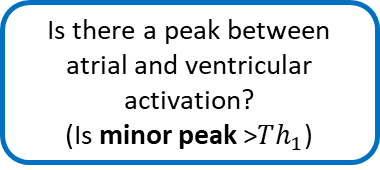 Is there a peak between
atrial and ventricular
activation?
(Is minor peak >Th₁)